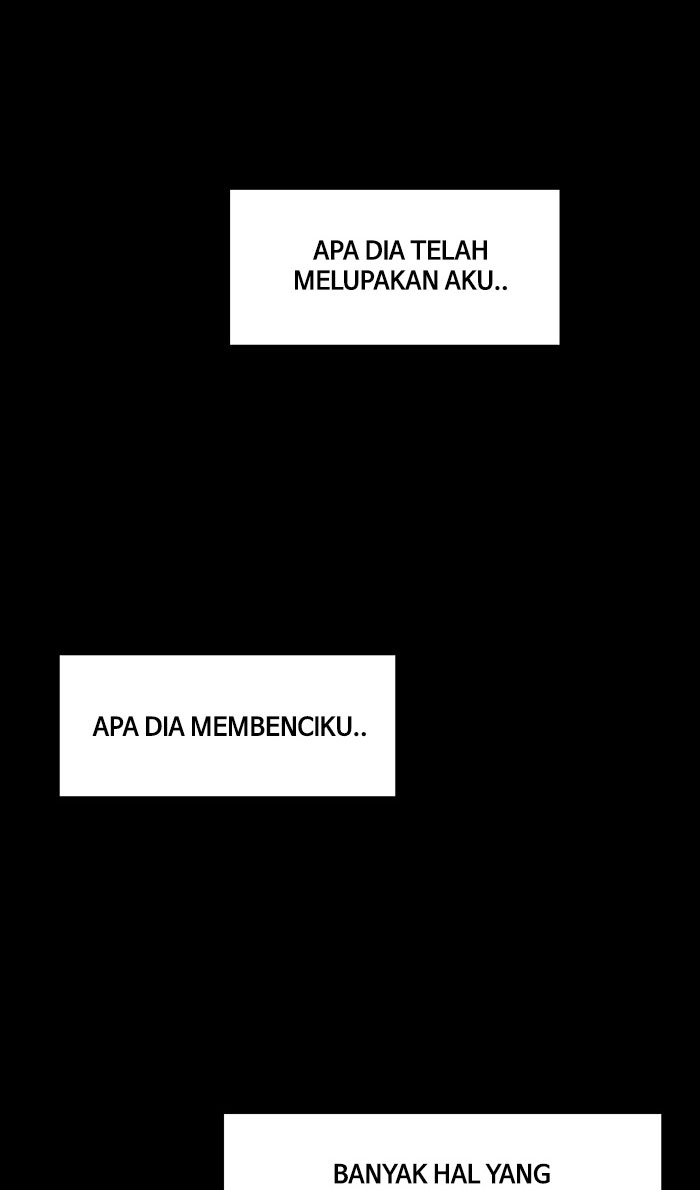 APA DIA TELAH
MELUPAKAN AKU..
APA DIA MEMBENCIKU..
BANYAK HAL YANG